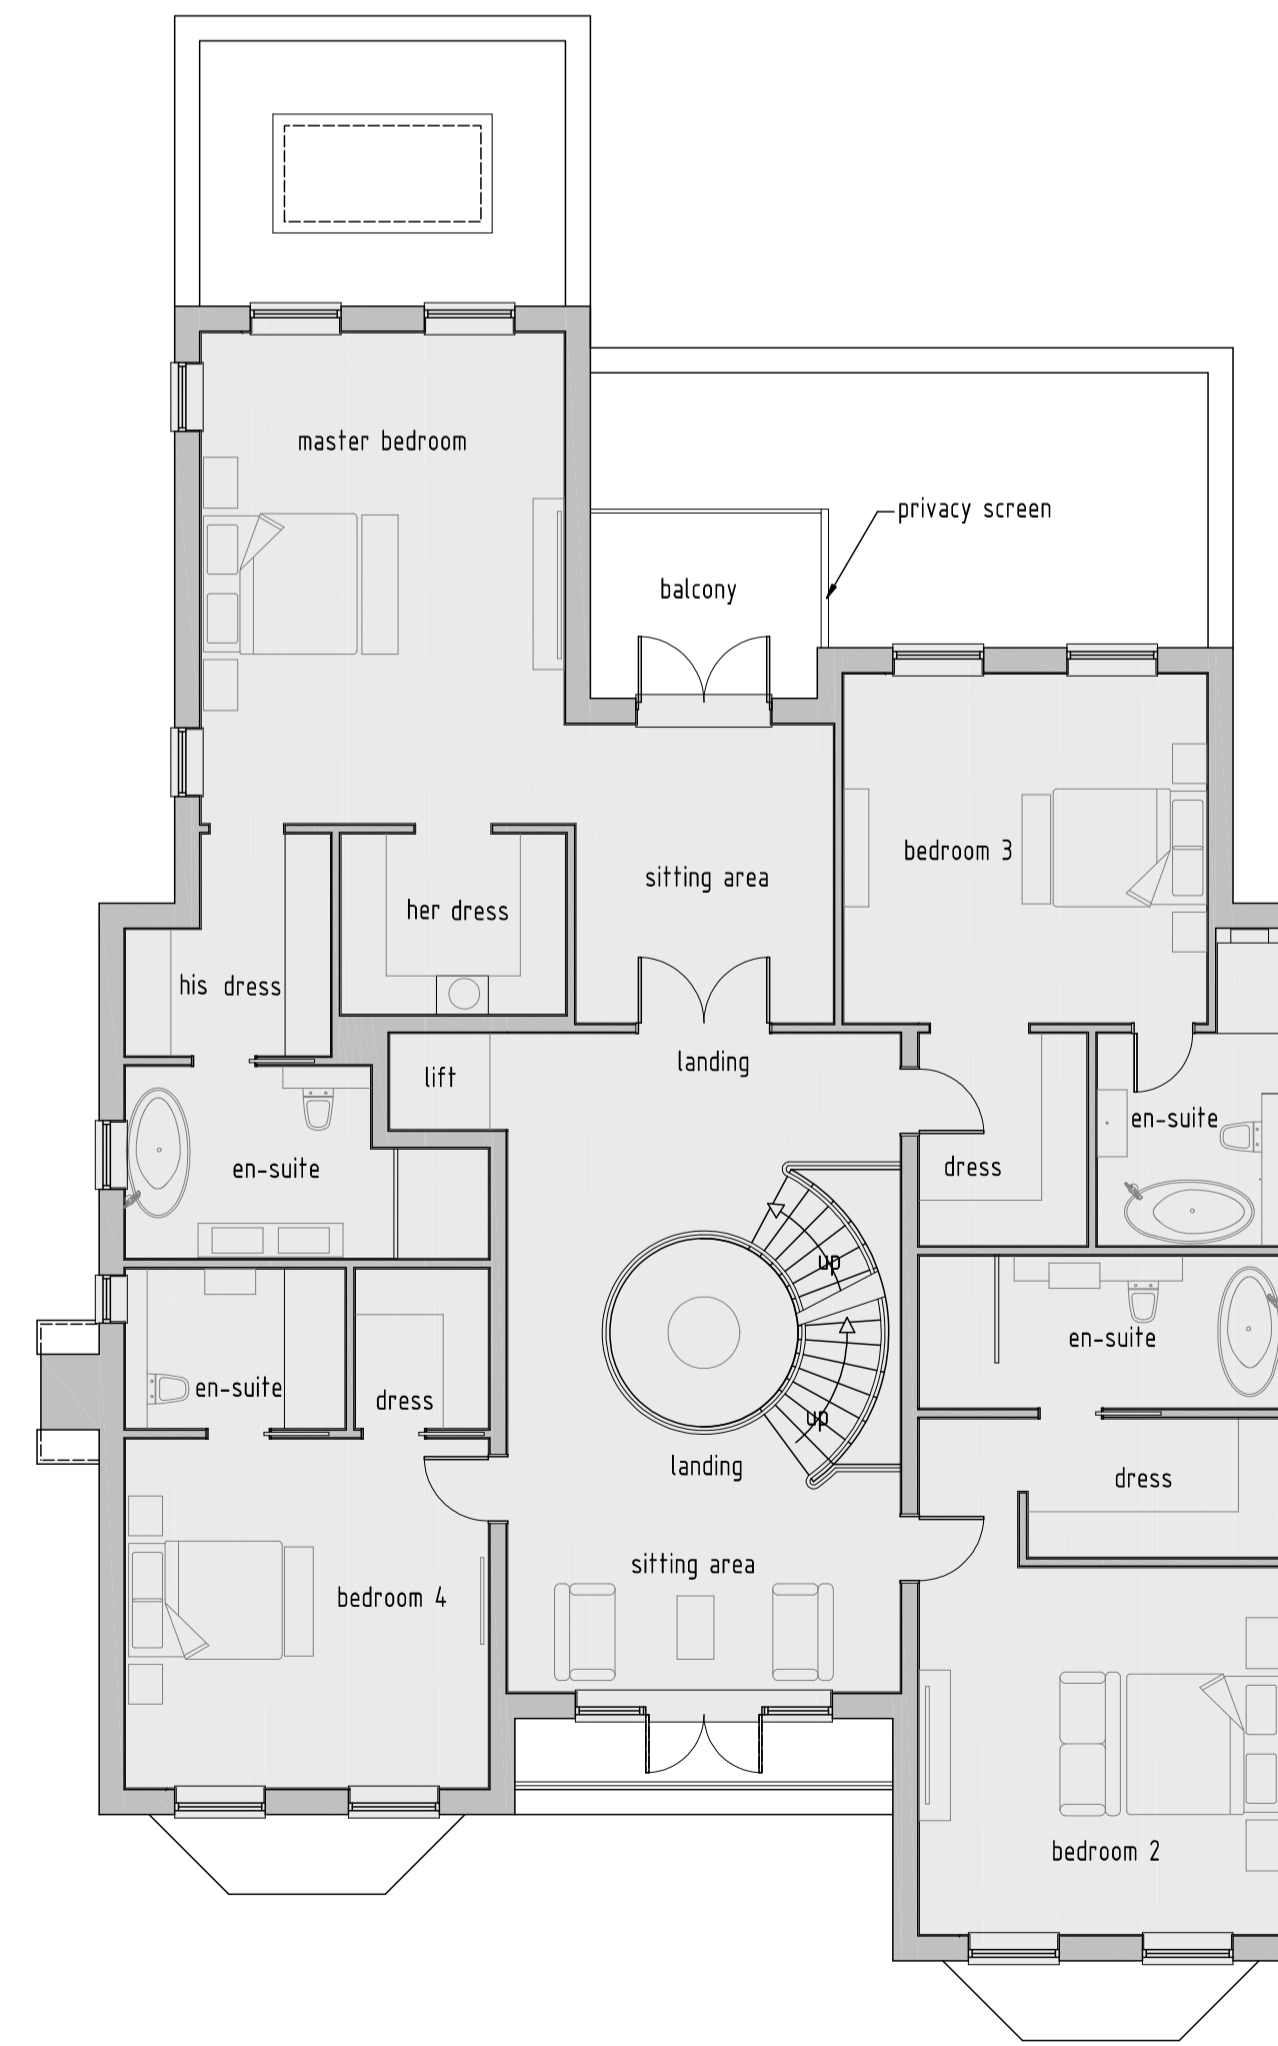 master bedroom
privacy screen
balcony
bedroom 3
sitting area
her dress
his dress
landing
lift
en-suite
en-suite
dress
up
en-suite
en-suite
dress
up
landing
dress
sitting area
bedroom 4
bedroom 2